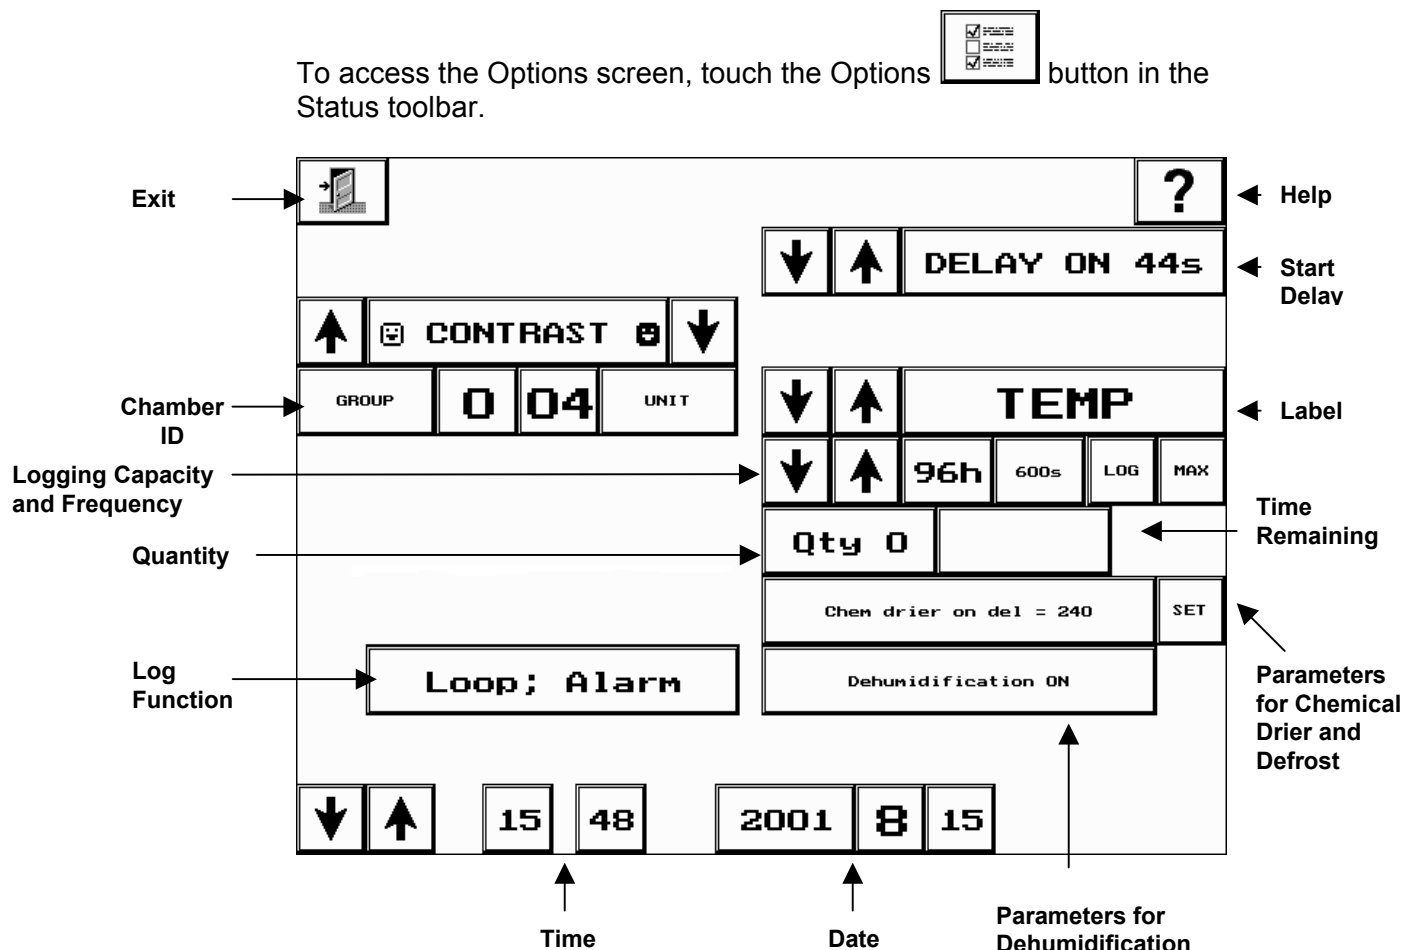 To access the Options screen, touch the Options button in the
Status toolbar.
Exit
?
Help
DELAY ON 44s
Start
Delay
CONTRAST
Chamber
ID
GROUP
0
04
UNIT
TEMP
Label
Logging Capacity
and Frequency
96h
600s
LOG
MAX
Time
Remaining
Quantity
Qty 0
Chem drier on del = 240
SET
Log
Function
Loop; Alarm
Dehumidification ON
Parameters
for Chemical
Drier and
Defrost
15
48
2001
8
15
Time
Date
Parameters for
Dehumidification